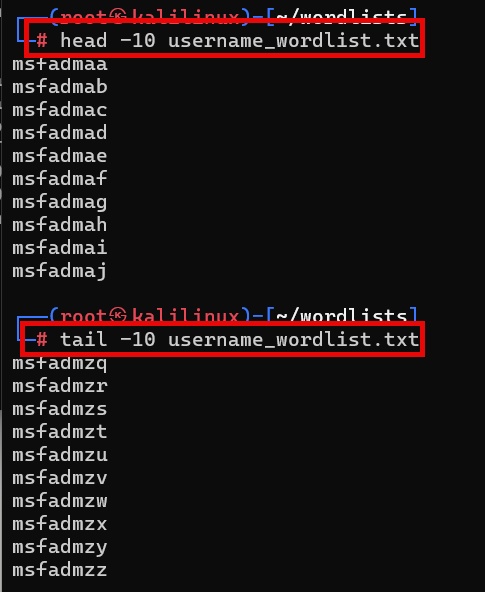 (root㉿kalilinux)-[~/wordlists]
# head -10 username_wordlist.txt
msfadmaa
msfadmab
msfadmac
msfadmad
msfadmae
msfadmaf
msfadmag
msfadmah
msfadmai
msfadmaj
(root㉿kalilinux)-[~/wordlists]
# tail -10 username_wordlist.txt
msfadmzq
msfadmzr
msfadmzs
msfadmzt
msfadmzu
msfadmzv
msfadmzw
msfadmzx
msfadmzy
msfadmzz